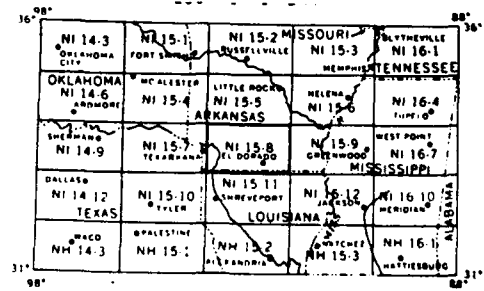 98° 88°
36° 36°
NI 14-3 NI 15-1 NI 15-2 MISSOURI BLYTHEVILLE
OKLAHOMA CITY FORT SMITH RUSSELLVILLE NI 15-3 NI 16-1
MEMPHIS TENNESSEE
OKLAHOMA MC ALESTER LITTLE ROCK HELENA
NI 14-6 NI 15-4 NI 15-5 NI 15-6 NI 16-4
ARDMORE ARKANSAS TUPELO
SHERMAN NI 15-7 NI 15-8 NI 15-9 WEST POINT
NI 14-9 TEXARKANA EL DORADO GREENWOOD NI 16-7
MISSISSIPPI
DALLAS NI 15-11 
NI 14-12 NI 15-10 SHREVEPORT 15-12 NI 16-10
TEXAS TYLER LOUISIANA JACKSON MERIDIAN ALABAMA
WACO PALESTINE NH 15-2 NATCHEZ NH 16-1
NH 14-3 NH 15-1 ALEXANDRIA NH 15-3 HATTIESBURG
31° 31°
98° 88°